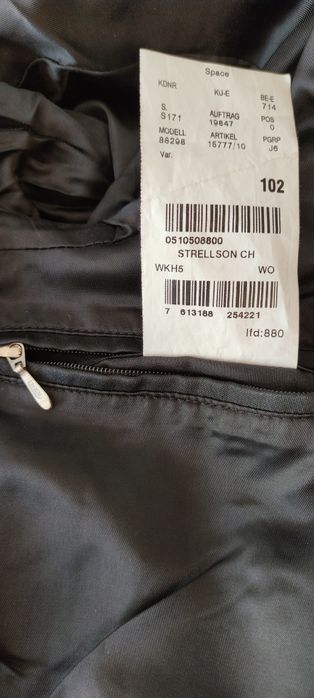 Space
KDNR KU-E BE-E
714
S. AUFTRAG POS
S171 19647 0
MODELL ARTIKEL PGRP
88298 15777/10 J6
Var.
102
0510508800
STRELLSON CH
WKH5 WO
7 613188 254221
lfd:880